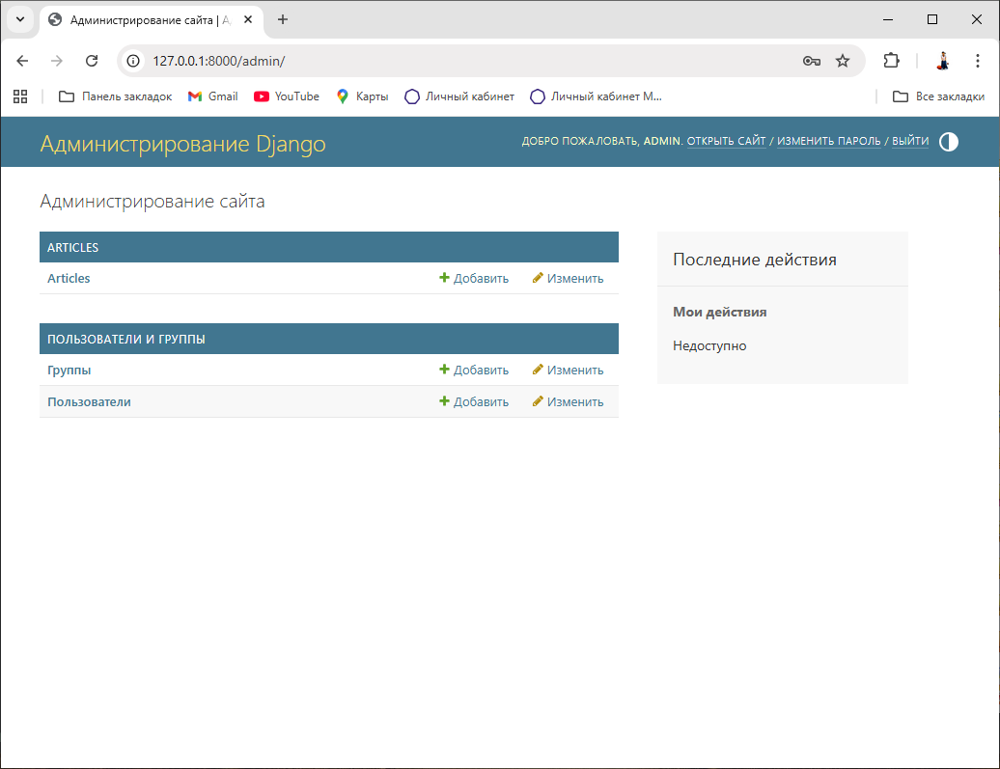 Администрирование сайта | А
127.0.0.1:8000/admin/
Панель закладок Gmail YouTube Карты Личный кабинет Личный кабинет М... Все закладки
Администрирование Django
ДОБРО ПОЖАЛОВАТЬ, ADMIN. ОТКРЫТЬ САЙТ / ИЗМЕНИТЬ ПАРОЛЬ / ВЫЙТИ
Администрирование сайта
ARTICLES
Articles Добавить Изменить
ПОЛЬЗОВАТЕЛИ И ГРУППЫ
Группы Добавить Изменить
Пользователи Добавить Изменить
Последние действия
Мои действия
Недоступно